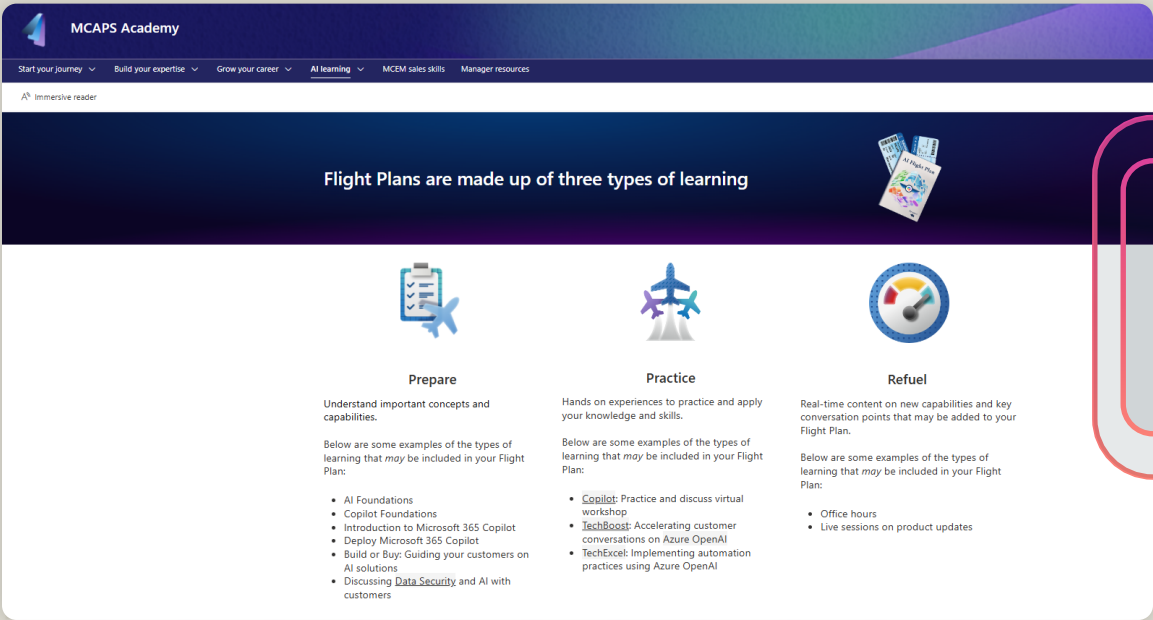 MCAPS Academy
Start your journey
Build your expertise
Grow your career
AI learning
MCEM sales skills
Manager resources
Immersive reader
Flight Plans are made up of three types of learning
AI Flight Plan
Prepare
Understand important concepts and
capabilities.
Below are some examples of the types of
learning that may be included in your Flight
Plan:
• AI Foundations
• Copilot Foundations
• Introduction to Microsoft 365 Copilot
• Deploy Microsoft 365 Copilot
• Build or Buy: Guiding your customers on
AI solutions
• Discussing Data Security and AI with
customers
Practice
Hands on experiences to practice and apply
your knowledge and skills.
Below are some examples of the types of
learning that may be included in your Flight
Plan:
• Copilot: Practice and discuss virtual
workshop
• TechBoost: Accelerating customer
conversations on Azure OpenAI
• TechExcel: Implementing automation
practices using Azure OpenAI
Refuel
Real-time content on new capabilities and key
conversation points that may be added to your
Flight Plan.
Below are some examples of the types of
learning that may be included in your Flight
Plan:
• Office hours
• Live sessions on product updates